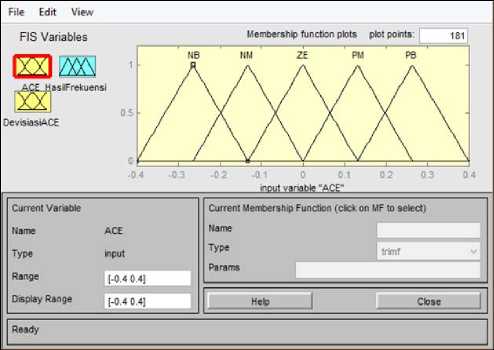 File Edit View
FIS Variables
ACE HasilFrekuensi
DevisiasiACE
Membership function plots plot points: 181
NB NM ZE PM PB
1
0.5
0
-0.4 -0.3 -0.2 -0.1 0 0.1 0.2 0.3 0.4
input variable "ACE"
Current Variable
Name ACE
Type input
Range [-0.4 0.4]
Display Range [-0.4 0.4]
Current Membership Function (click on MF to select)
Name
Type trimf
Params
Help Close
Ready